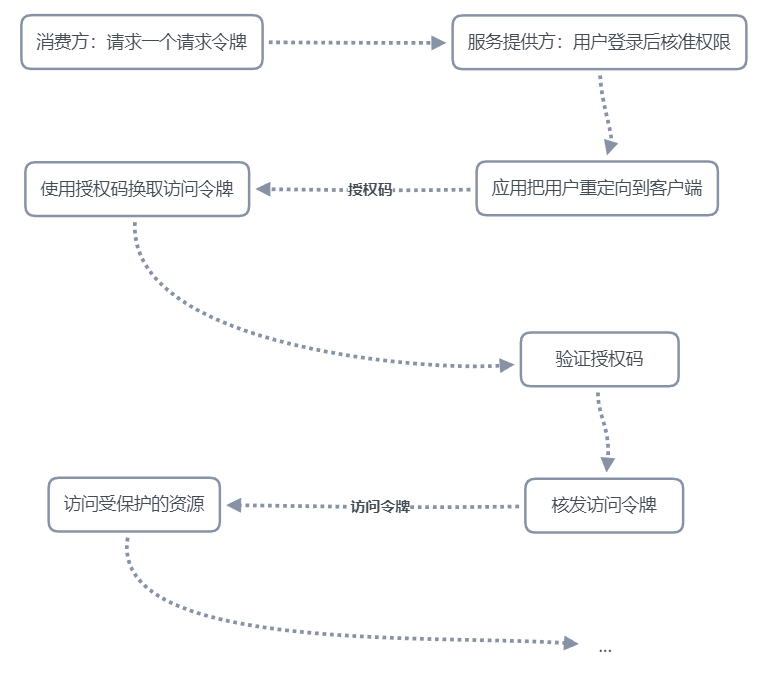 消费方：请求一个请求令牌
服务提供方：用户登录后核准权限
使用授权码换取访问令牌
授权码
应用把用户重定向到客户端
验证授权码
访问受保护的资源
访问令牌
核发访问令牌
...